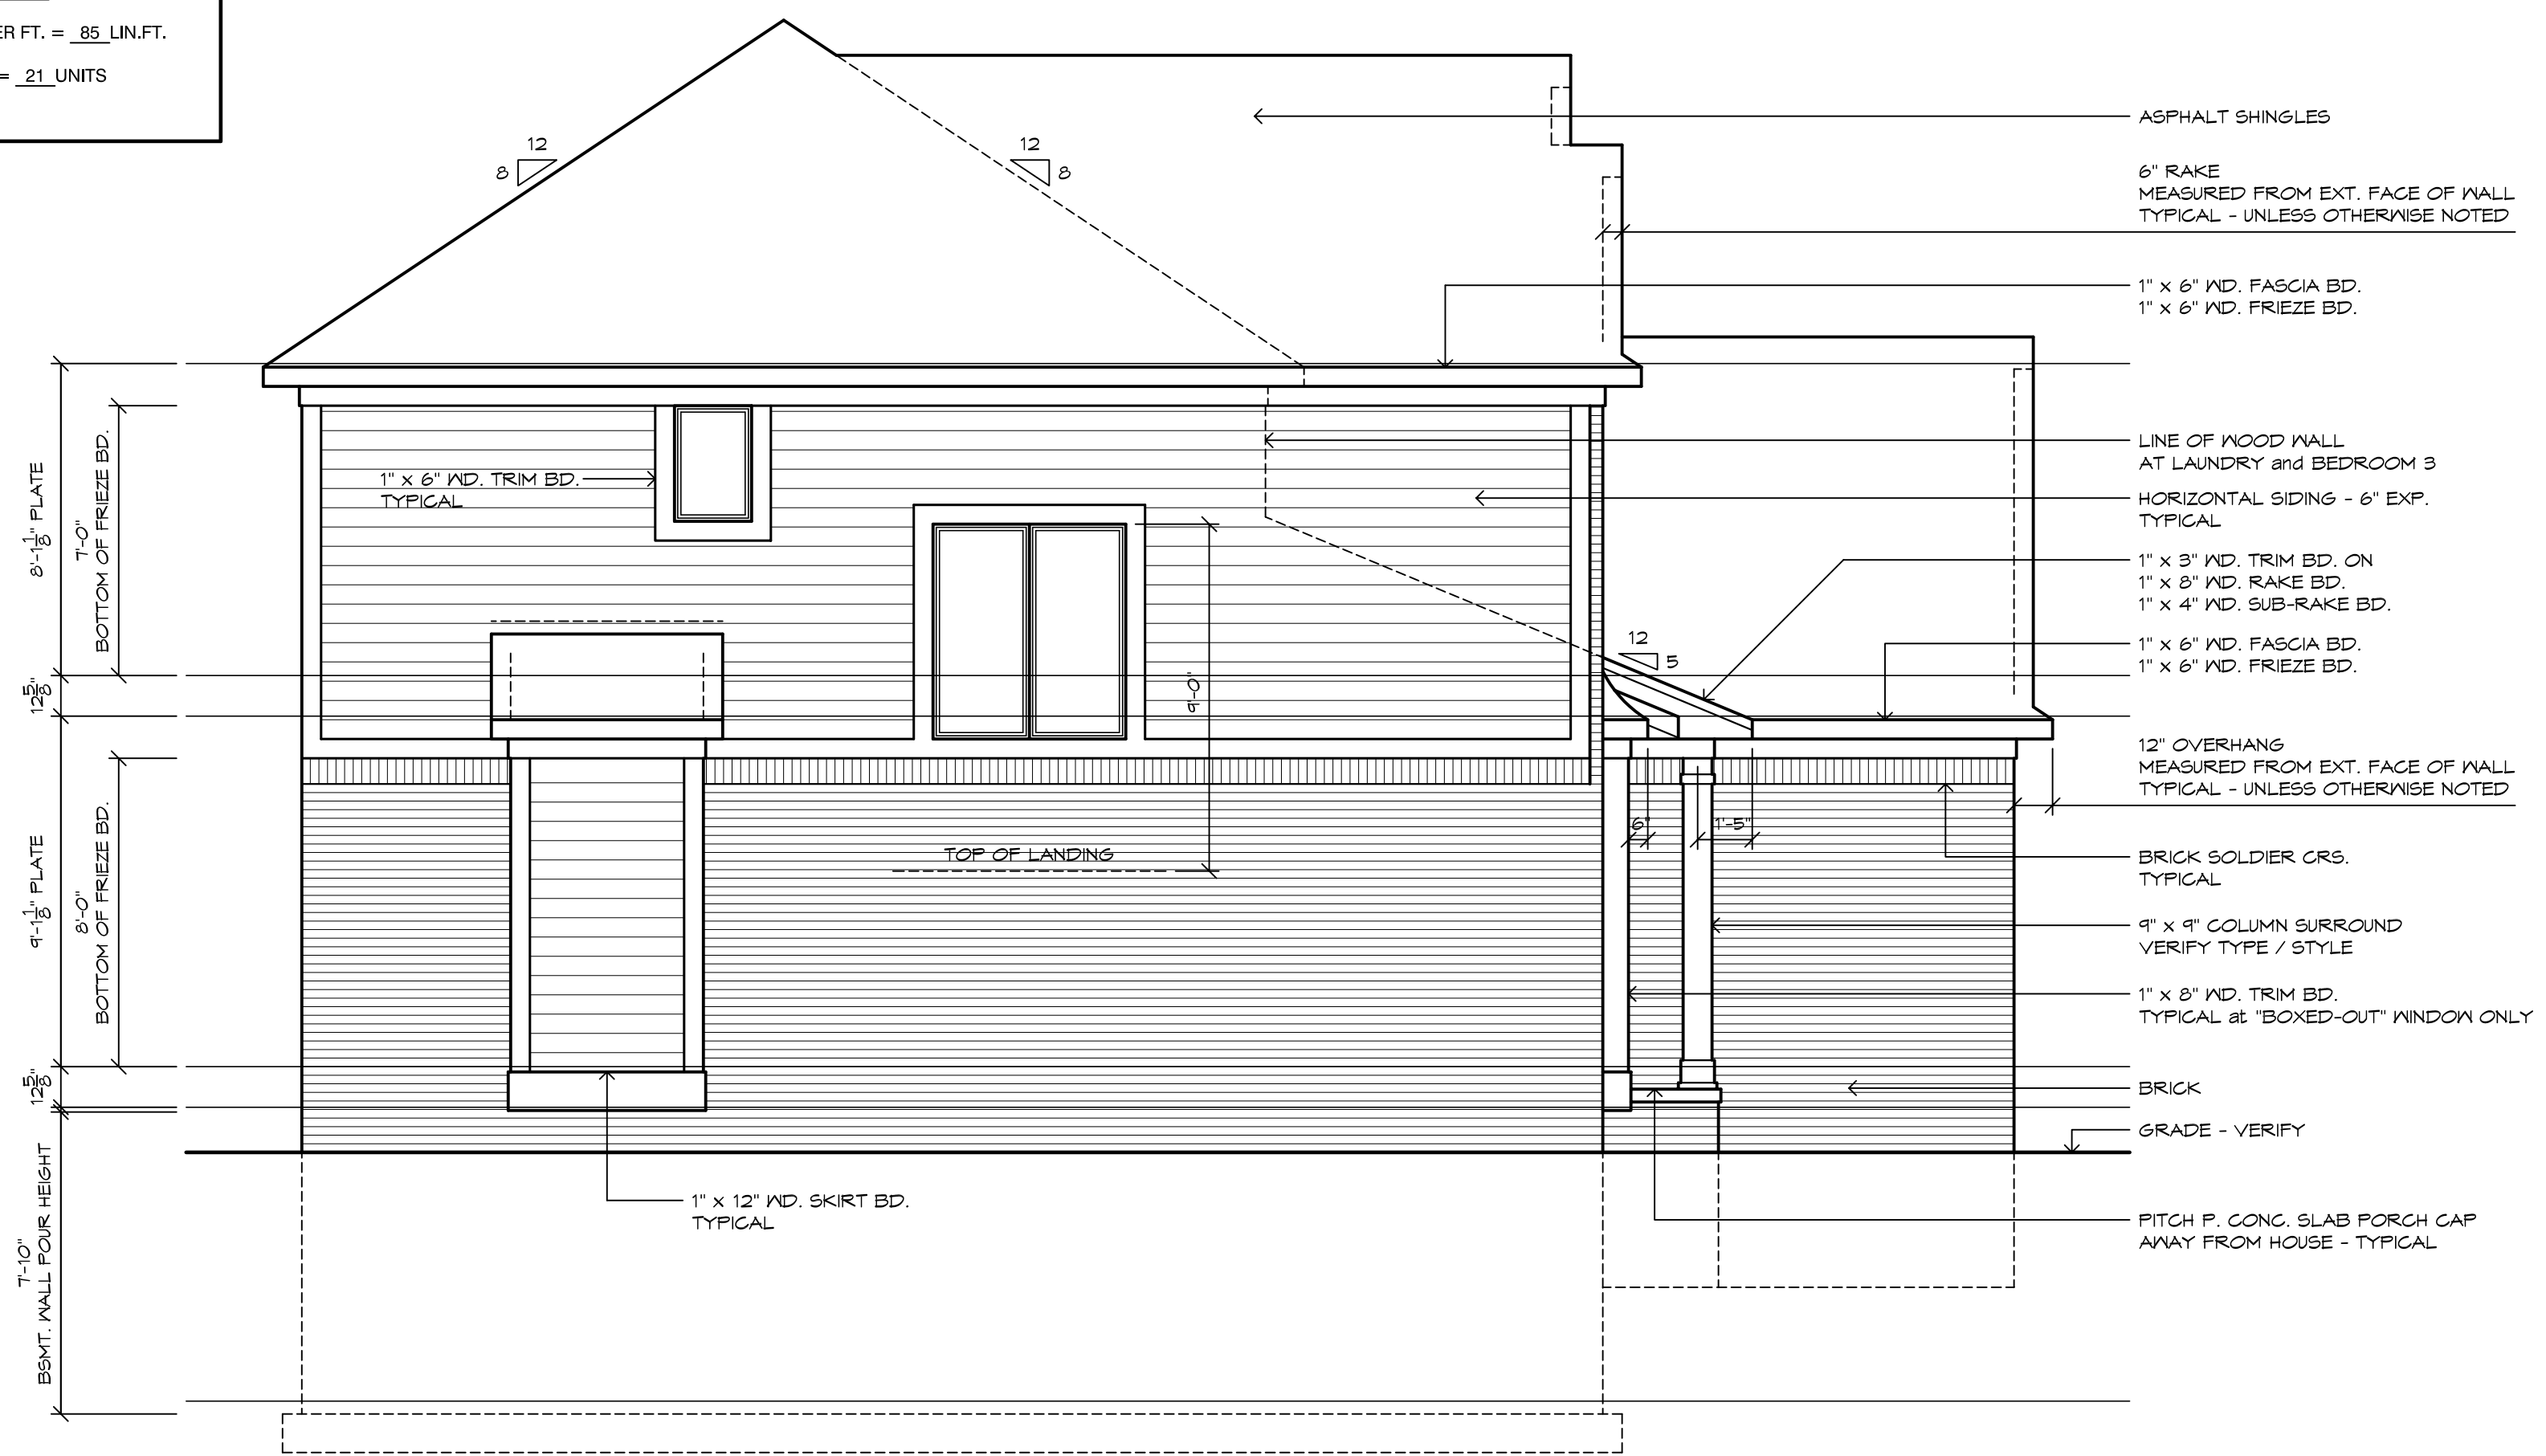 ER FT. = 85 LIN.FT.
= 21 UNITS
12
8
12
8
ASPHALT SHINGLES
6" RAKE
MEASURED FROM EXT. FACE OF WALL
TYPICAL - UNLESS OTHERWISE NOTED
1" x 6" WD. FASCIA BD.
1" x 6" WD. FRIEZE BD.
LINE OF WOOD WALL
AT LAUNDRY and BEDROOM 3
HORIZONTAL SIDING - 6" EXP.
TYPICAL
1" x 3" WD. TRIM BD. ON
1" x 8" WD. RAKE BD.
1" x 4" WD. SUB-RAKE BD.
1" x 6" WD. FASCIA BD.
1" x 6" WD. FRIEZE BD.
12" OVERHANG
MEASURED FROM EXT. FACE OF WALL
TYPICAL - UNLESS OTHERWISE NOTED
BRICK SOLDIER CRS.
TYPICAL
9" x 9" COLUMN SURROUND
VERIFY TYPE / STYLE
1" x 8" WD. TRIM BD.
TYPICAL at "BOXED-OUT" WINDOW ONLY
BRICK
GRADE - VERIFY
PITCH P. CONC. SLAB PORCH CAP
AWAY FROM HOUSE - TYPICAL
1" x 6" WD. TRIM BD.
TYPICAL
12
5
9'-0"
6"
1'-5"
TOP OF LANDING
1" x 12" WD. SKIRT BD.
TYPICAL
8'-1 1/8" PLATE
7'-0"
BOTTOM OF FRIEZE BD.
12 5/8"
9'-1 1/8" PLATE
8'-0"
BOTTOM OF FRIEZE BD.
12 5/8"
7'-10"
BSMT. WALL POUR HEIGHT